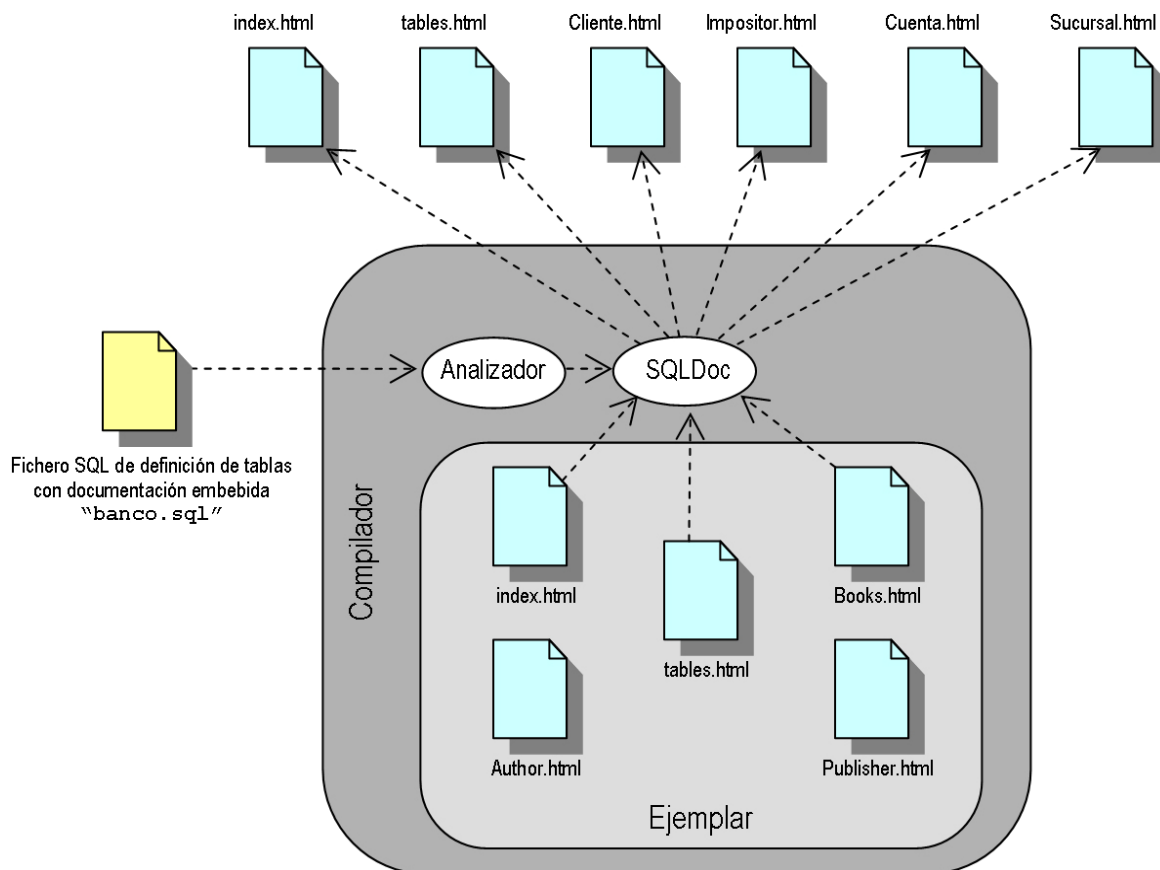 index.html
tables.html
Cliente.html
Impositor.html
Cuenta.html
Sucursal.html
Analizador
SQLDoc
Fichero SQL de definición de tablas
con documentación embebida
“banco.sql”
Compilador
index.html
tables.html
Books.html
Author.html
Publisher.html
Ejemplar